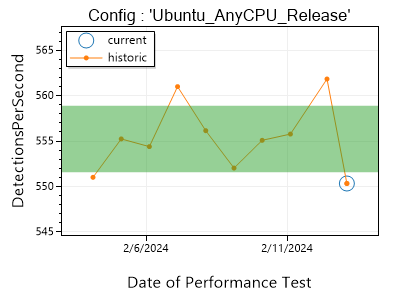 Config : 'Ubuntu_AnyCPU_Release'
current
historic
DetectionsPerSecond
565
560
555
550
545
2/6/2024
2/11/2024
Date of Performance Test